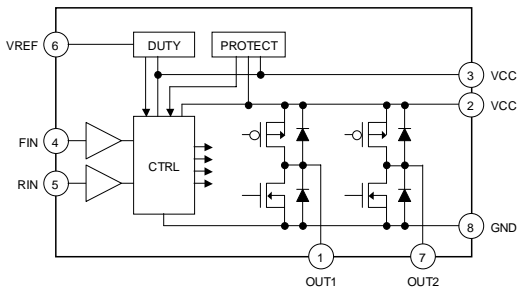 VREF 6 DUTY PROTECT
3 VCC
2 VCC
FIN 4
CTRL
RIN 5
8 GND
1 7
OUT1 OUT2